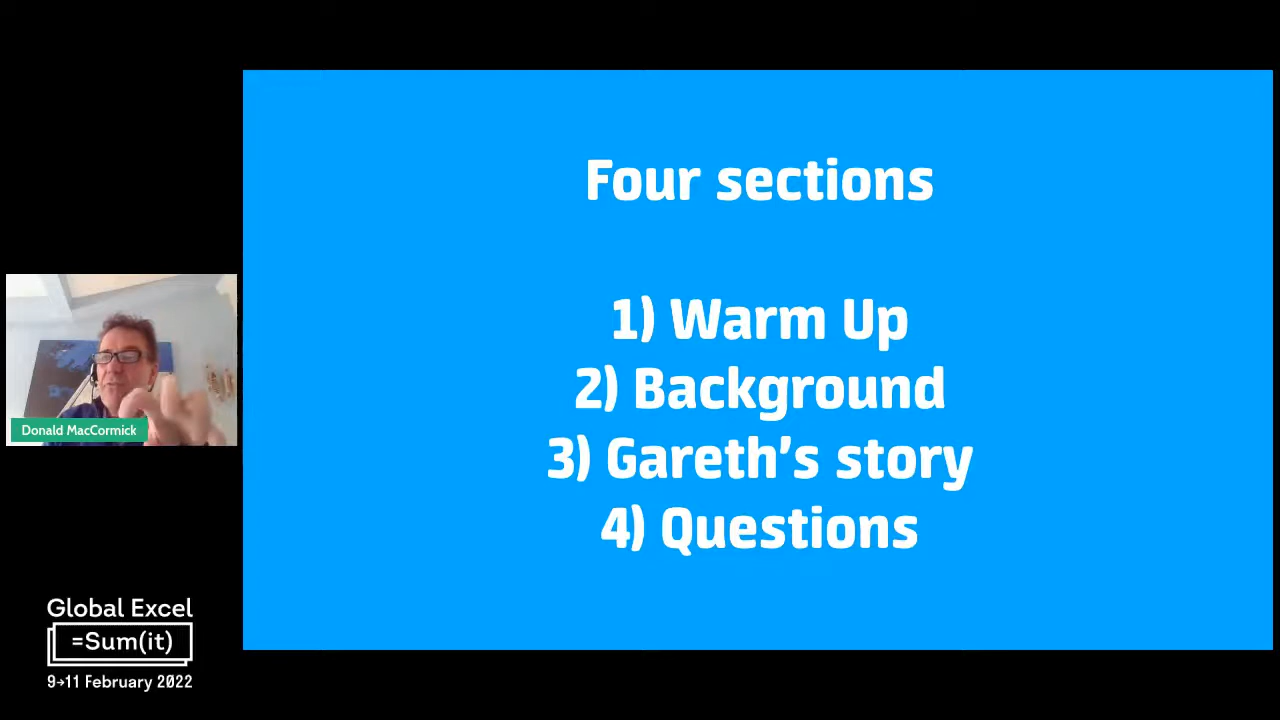 Four sections
1) Warm Up
2) Background
3) Gareth's story
4) Questions
Donald MacCormick
Global Excel
=Sum(it)
9→11 February 2022